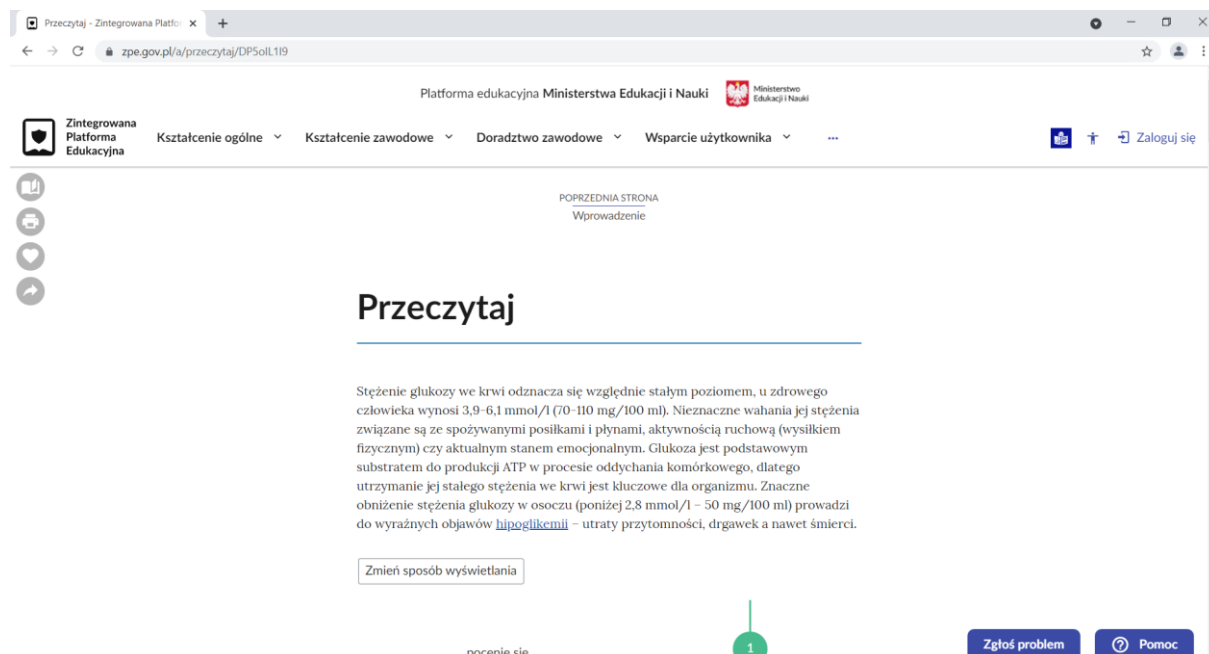 Przeczytaj - Zintegrowana Platfor
zpe.gov.pl/a/przeczytaj/DP5olL1I9
Platforma edukacyjna Ministerstwa Edukacji i Nauki
Ministerstwo
Edukacji i Nauki
Zintegrowana
Platforma
Edukacyjna
Kształcenie ogólne
Kształcenie zawodowe
Doradztwo zawodowe
Wsparcie użytkownika
...
Zaloguj się
POPRZEDNIA STRONA
Wprowadzenie
Przeczytaj
Stężenie glukozy we krwi odznacza się względnie stałym poziomem, u zdrowego
człowieka wynosi 3,9-6,1 mmol/l (70-110 mg/100 ml). Nieznaczne wahania jej stężenia
związane są ze spożywanymi posiłkami i płynami, aktywnością ruchową (wysiłkiem
fizycznym) czy aktualnym stanem emocjonalnym. Glukoza jest podstawowym
substratem do produkcji ATP w procesie oddychania komórkowego, dlatego
utrzymanie jej stałego stężenia we krwi jest kluczowe dla organizmu. Znaczne
obniżenie stężenia glukozy w osoczu (poniżej 2,8 mmol/l – 50 mg/100 ml) prowadzi
do wyraźnych objawów hipoglikemii – utraty przytomności, drgawek a nawet śmierci.
Zmień sposób wyświetlania
pocenie się
1
Zgłoś problem
Pomoc